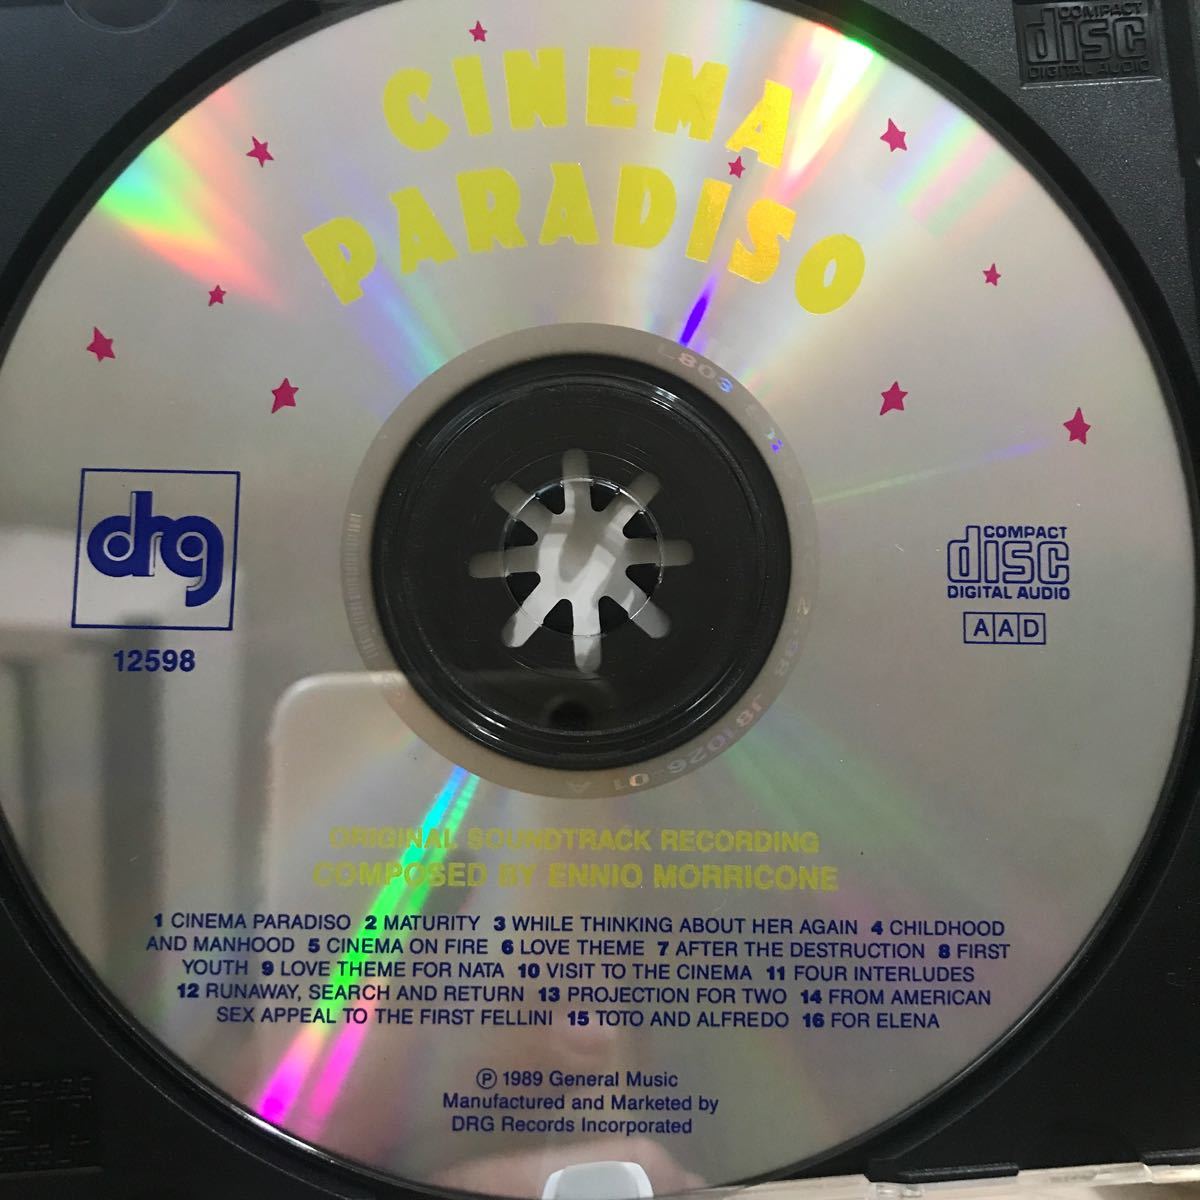 COMPACT
disc
DIGITAL AUDIO
CINEMA
PARADISO
drg
12598
COMPACT
disc
DIGITAL AUDIO
AAD
ORIGINAL SOUNDTRACK RECORDING
COMPOSED BY ENNIO MORRICONE
1 CINEMA PARADISO 2 MATURITY 3 WHILE THINKING ABOUT HER AGAIN 4 CHILDHOOD
AND MANHOOD 5 CINEMA ON FIRE 6 LOVE THEME 7 AFTER THE DESTRUCTION 8 FIRST
YOUTH 9 LOVE THEME FOR NATA 10 VISIT TO THE CINEMA 11 FOUR INTERLUDES
12 RUNAWAY, SEARCH AND RETURN 13 PROJECTION FOR TWO 14 FROM AMERICAN
SEX APPEAL TO THE FIRST FELLINI 15 TOTO AND ALFREDO 16 FOR ELENA
℗ 1989 General Music
Manufactured and Marketed by
DRG Records Incorporated